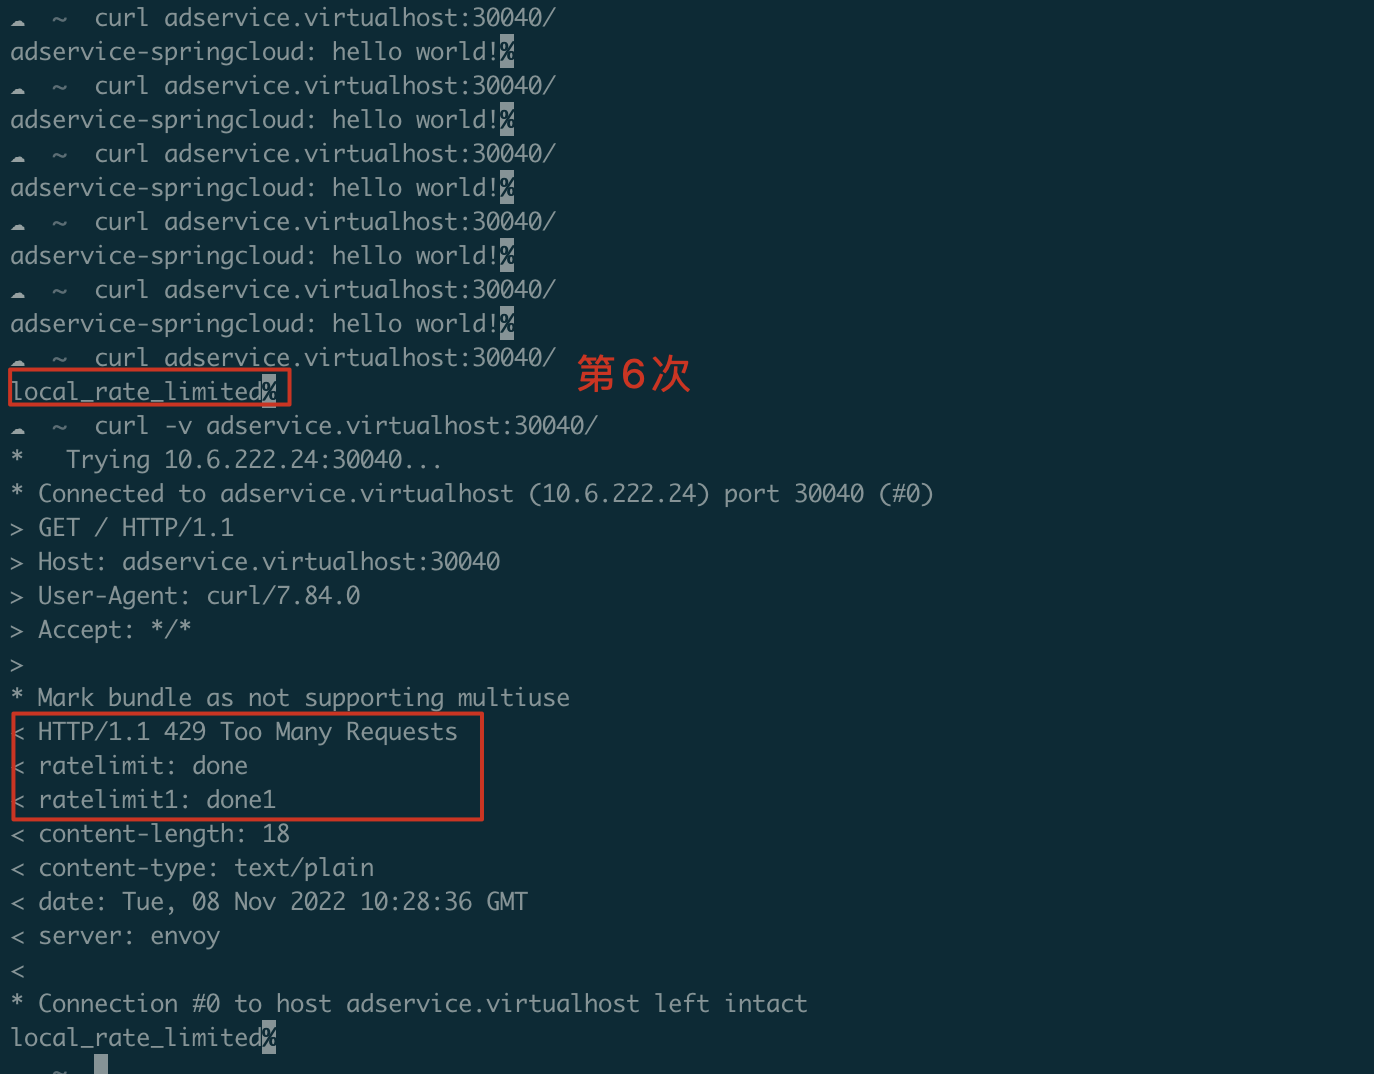 ☁ ~ curl adservice.virtualhost:30040/
adservice-springcloud: hello world!%
☁ ~ curl adservice.virtualhost:30040/
adservice-springcloud: hello world!%
☁ ~ curl adservice.virtualhost:30040/
adservice-springcloud: hello world!%
☁ ~ curl adservice.virtualhost:30040/
adservice-springcloud: hello world!%
☁ ~ curl adservice.virtualhost:30040/
adservice-springcloud: hello world!%
☁ ~ curl adservice.virtualhost:30040/
第6次
local_rate_limited%
☁ ~ curl -v adservice.virtualhost:30040/
*   Trying 10.6.222.24:30040...
* Connected to adservice.virtualhost (10.6.222.24) port 30040 (#0)
> GET / HTTP/1.1
> Host: adservice.virtualhost:30040
> User-Agent: curl/7.84.0
> Accept: */*
>
* Mark bundle as not supporting multiuse
< HTTP/1.1 429 Too Many Requests
< ratelimit: done
< ratelimit1: done1
< content-length: 18
< content-type: text/plain
< date: Tue, 08 Nov 2022 10:28:36 GMT
< server: envoy
<
* Connection #0 to host adservice.virtualhost left intact
local_rate_limited%
~